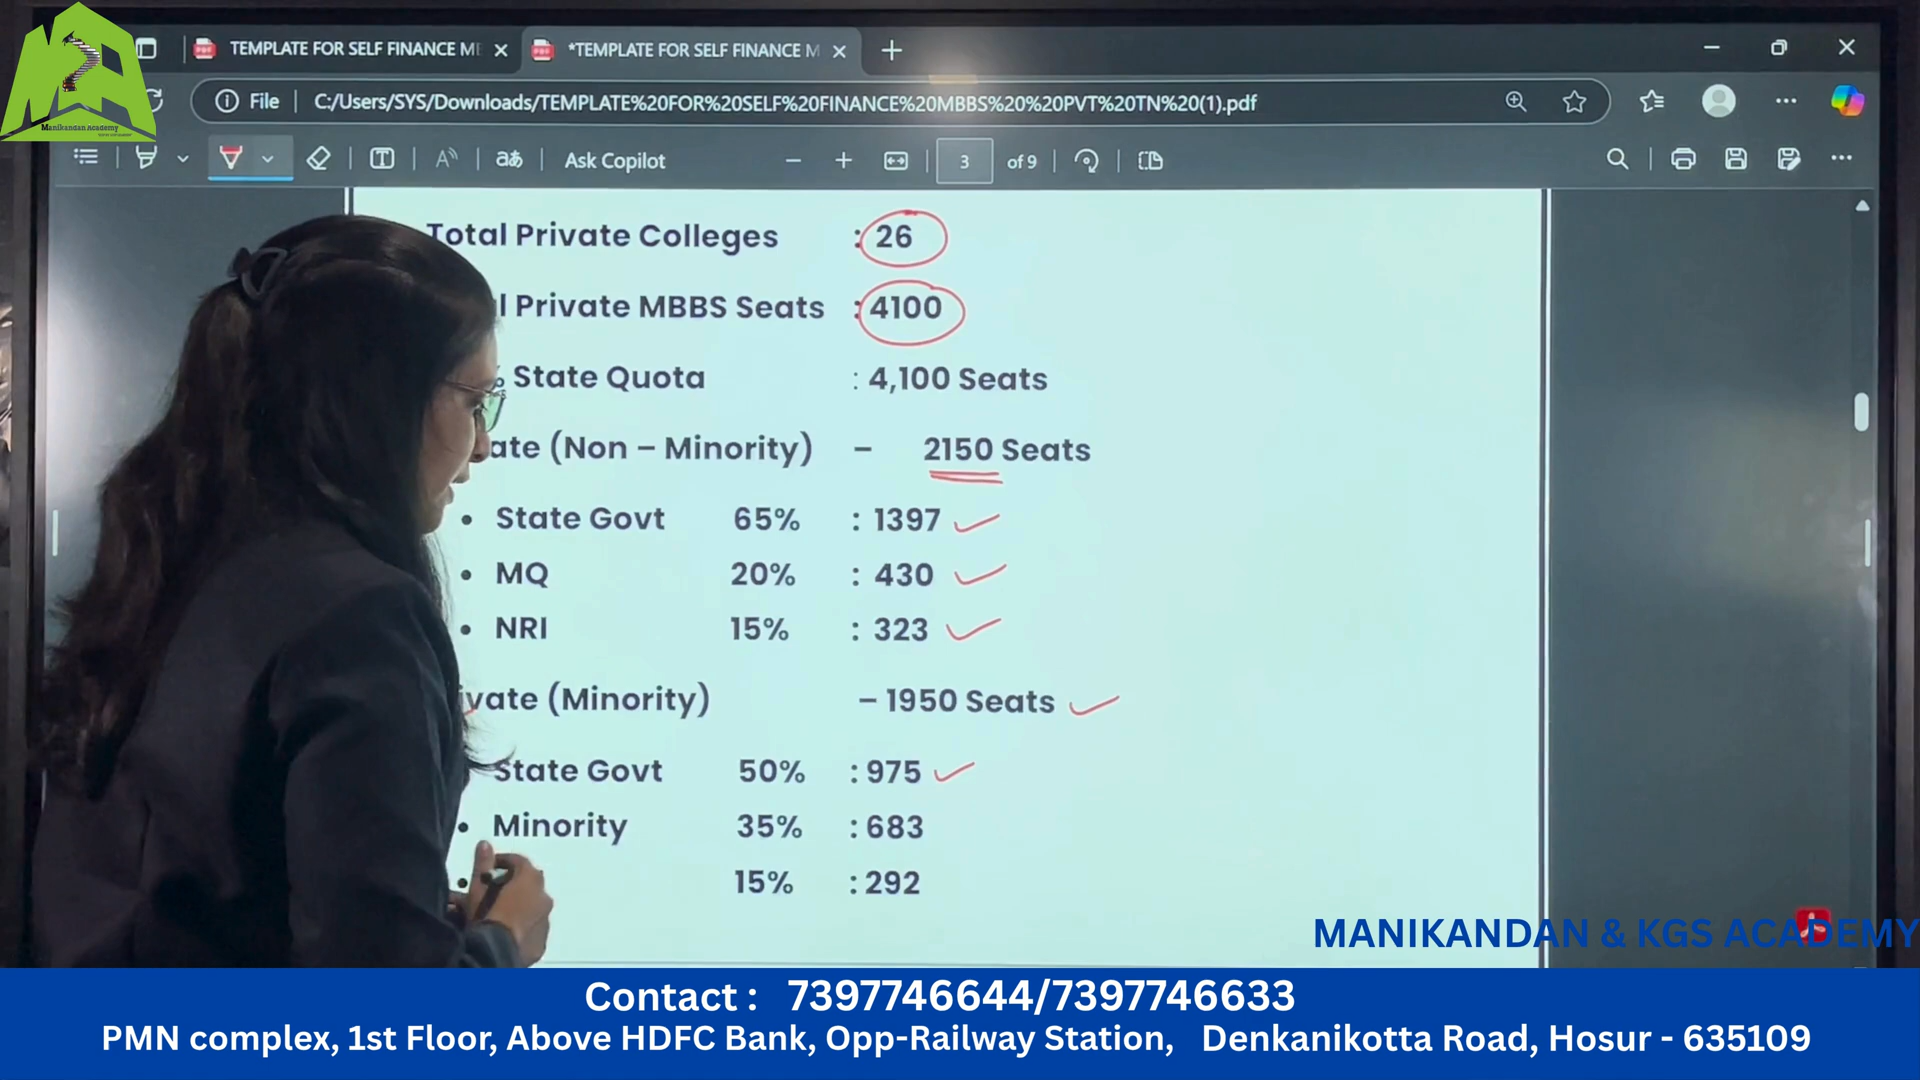 TEMPLATE FOR SELF FINANCE ME
*TEMPLATE FOR SELF FINANCE M
Manikandan Academy
File
C:/Users/SYS/Downloads/TEMPLATE%20FOR%20SELF%20FINANCE%20MBBS%20%20PVT%20TN%20(1).pdf
Ask Copilot
3 of 9
Total Private Colleges : 26
l Private MBBS Seats : 4100
% State Quota : 4,100 Seats
ate (Non – Minority) – 2150 Seats
• State Govt 65% : 1397
• MQ 20% : 430
• NRI 15% : 323
ivate (Minority) – 1950 Seats
State Govt 50% : 975
• Minority 35% : 683
• 15% : 292
MANIKANDAN & KGS ACADEMY
Contact : 7397746644/7397746633
PMN complex, 1st Floor, Above HDFC Bank, Opp-Railway Station, Denkanikotta Road, Hosur - 635109